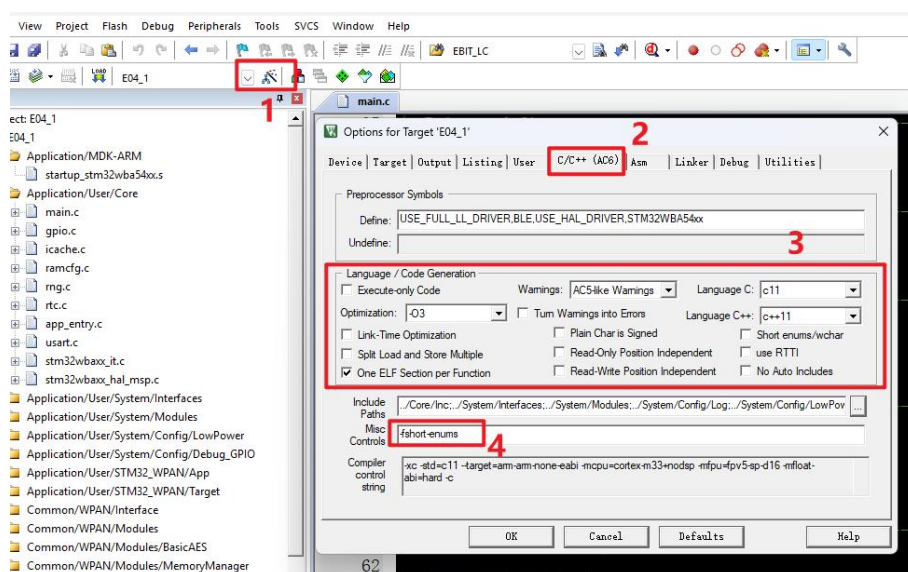 View Project Flash Debug Peripherals Tools SVCS Window Help
EBIT_LC
LOAD E04_1
1
ect: E04_1
E04_1
Application/MDK-ARM
startup_stm32wba54xx.s
Application/User/Core
main.c
gpio.c
icache.c
ramcfg.c
rng.c
rtc.c
app_entry.c
usart.c
stm32wbaxx_it.c
stm32wbaxx_hal_msp.c
Application/User/System/Interfaces
Application/User/System/Modules
Application/User/System/Config/LowPower
Application/User/System/Config/Debug_GPIO
Application/User/STM32_WPAN/App
Application/User/STM32_WPAN/Target
Common/WPAN/Interface
Common/WPAN/Modules
Common/WPAN/Modules/BasicAES
Common/WPAN/Modules/MemoryManager
main.c
Options for Target 'E04_1'
2
Device Target Output Listing User C/C++ (AC6) Asm Linker Debug Utilities
Preprocessor Symbols
Define: USE_FULL_LL_DRIVER,BLE,USE_HAL_DRIVER,STM32WBA54xx
Undefine:
3
Language / Code Generation
Execute-only Code Warnings: AC5-like Warnings Language C: c11
Optimization: -O3 Turn Warnings into Errors Language C++: c++11
Link-Time Optimization Plain Char is Signed Short enums/wchar
Split Load and Store Multiple Read-Only Position Independent use RTTI
One ELF Section per Function Read-Write Position Independent No Auto Includes
Include Paths ../Core/Inc;../System/Interfaces;../System/Modules;../System/Config/Log;../System/Config/LowPov ...
Misc Controls -fshort-enums
4
Compiler control string -xc -std=c11 --target=arm-arm-none-eabi -mcpu=cortex-m33+nodsp -mfpu=fpv5-sp-d16 -mfloat-
abi=hard -c
OK Cancel Defaults Help
62